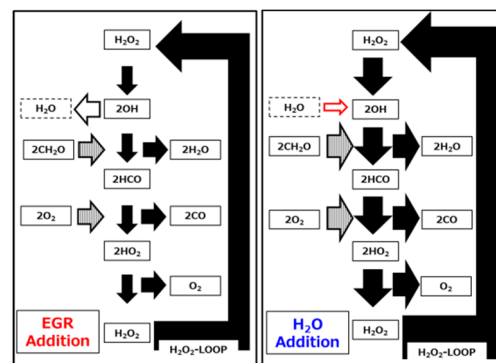 H₂O₂
H₂O
2OH
2CH₂O
2H₂O
2HCO
2O₂
2CO
2HO₂
O₂
EGR
Addition
H₂O₂
H₂O₂-LOOP
H₂O₂
H₂O
2OH
2CH₂O
2H₂O
2HCO
2O₂
2CO
2HO₂
O₂
H₂O
Addition
H₂O₂
H₂O₂-LOOP